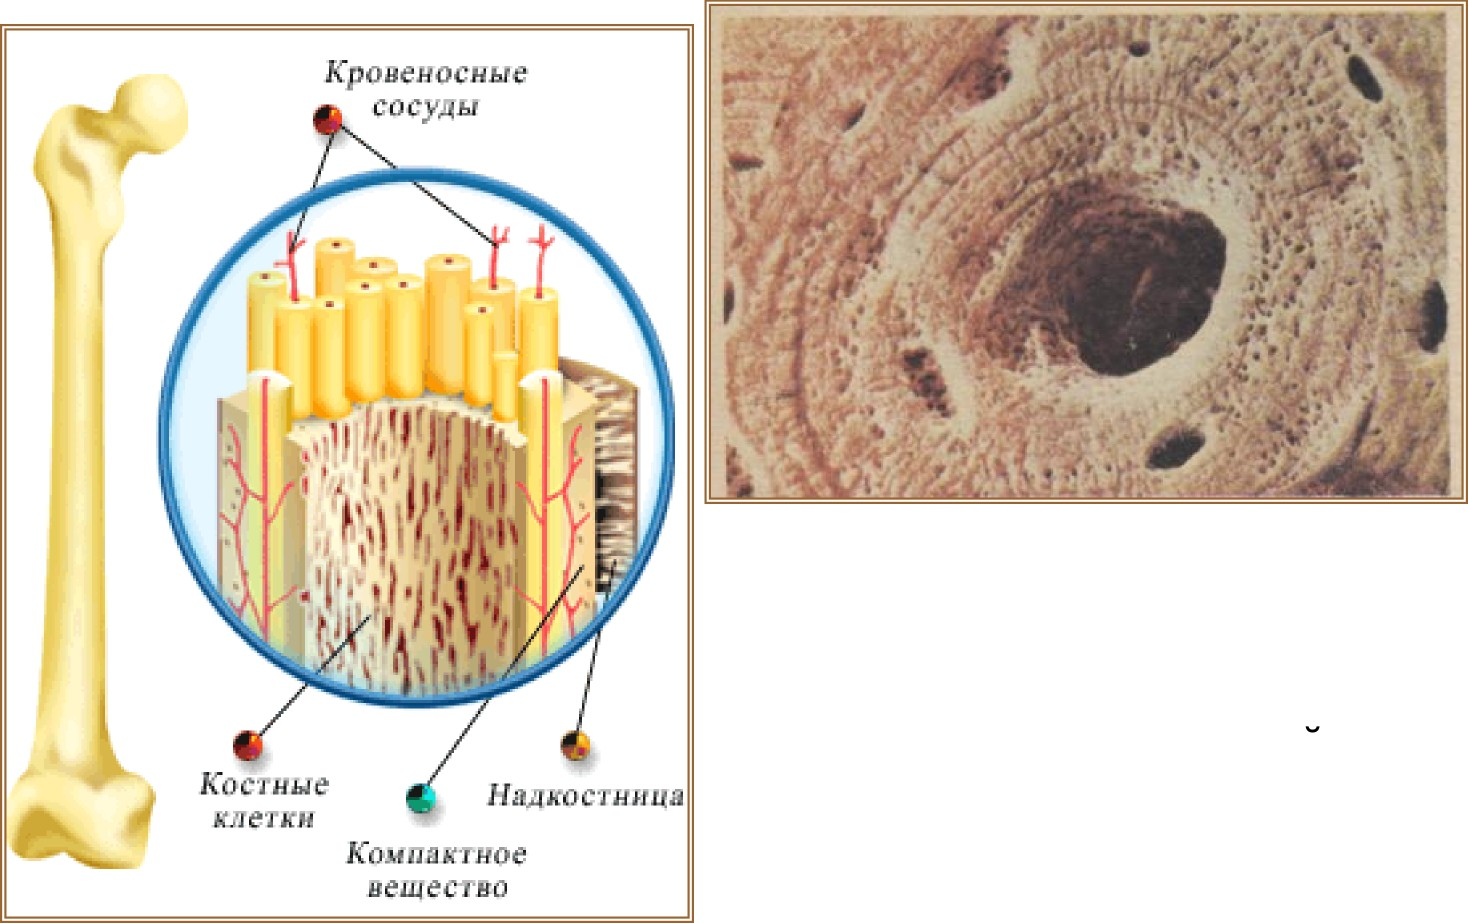 Кровеносные
сосуды
Костные
клетки
Надкостница
Компактное
вещество